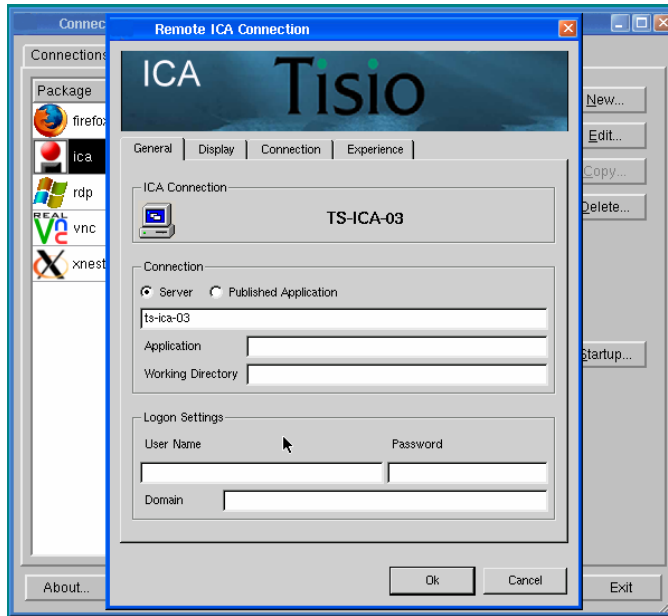 Connec
Remote ICA Connection
Connections
Package
firefo
ica
rdp
REAL
VNC
vnc
xnest
ICA
Tisio
General
Display
Connection
Experience
ICA Connection
TS-ICA-03
Connection
Server
Published Application
ts-ica-03
Application
Working Directory
Logon Settings
User Name
Password
Domain
Ok
Cancel
New...
Edit...
Copy...
Delete...
Startup...
About...
Exit